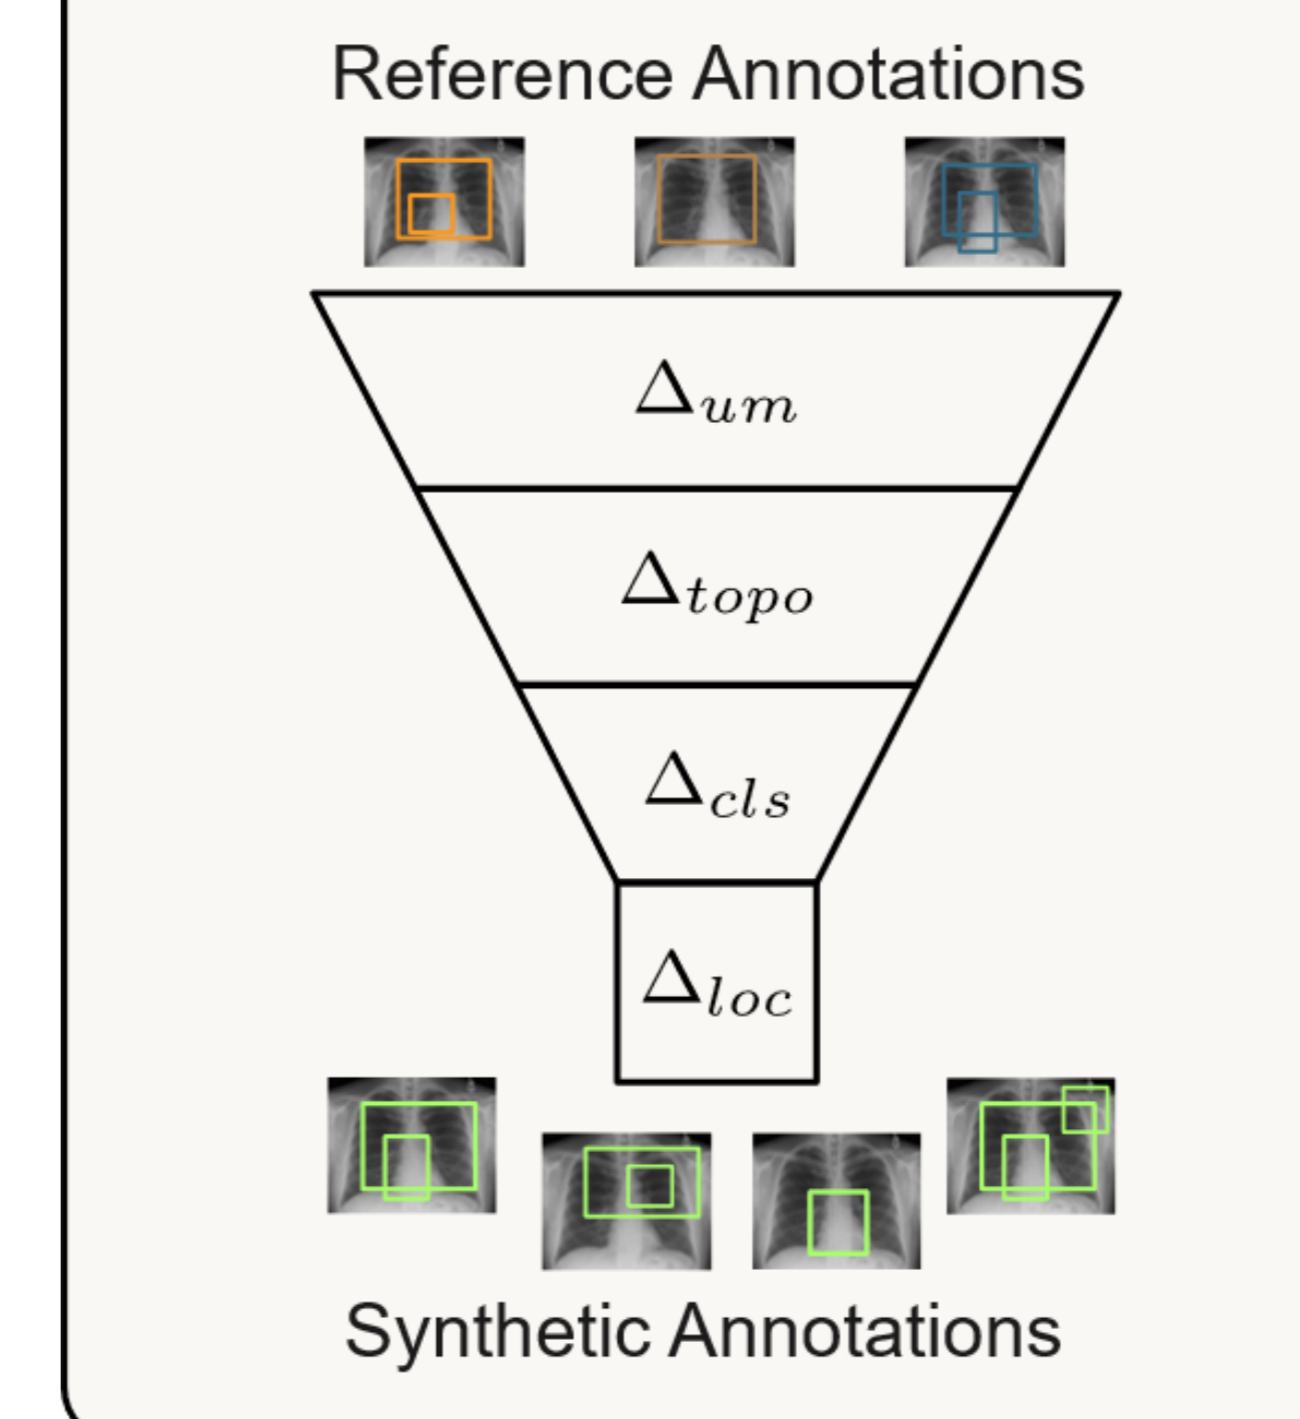 Reference Annotations
Δ_um
Δ_topo
Δ_cls
Δ_loc
Synthetic Annotations